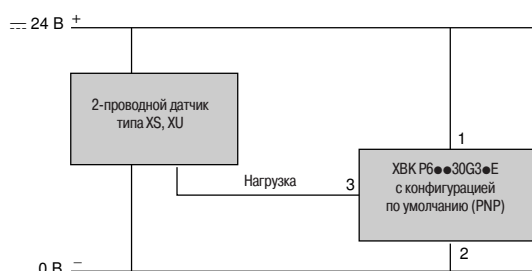 ⎓ 24 В +
2-проводной датчик
типа XS, XU
1
XBK P6●●30G3●E
с конфигурацией
по умолчанию (PNP)
Нагрузка
3
2
0 В –